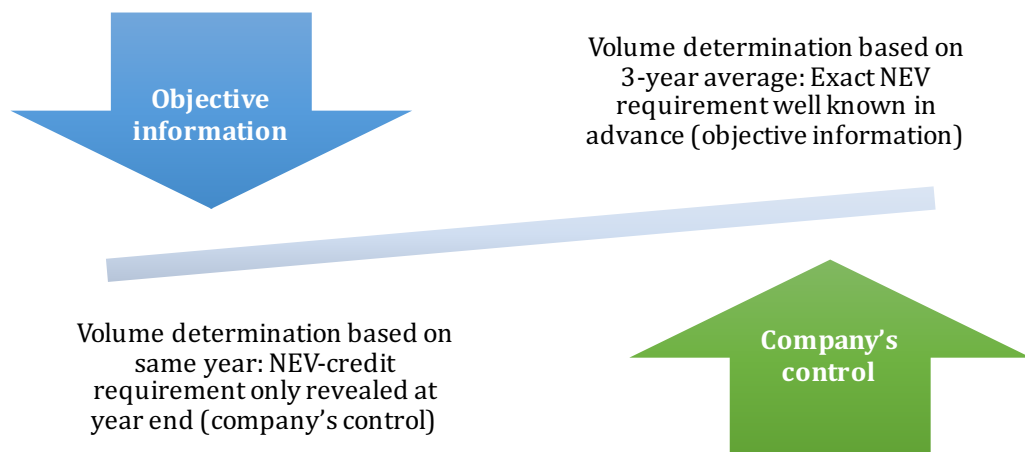 Objective
information
Volume determination based on
3-year average: Exact NEV
requirement well known in
advance (objective information)
Volume determination based on
same year: NEV-credit
requirement only revealed at
year end (company’s control)
Company’s
control